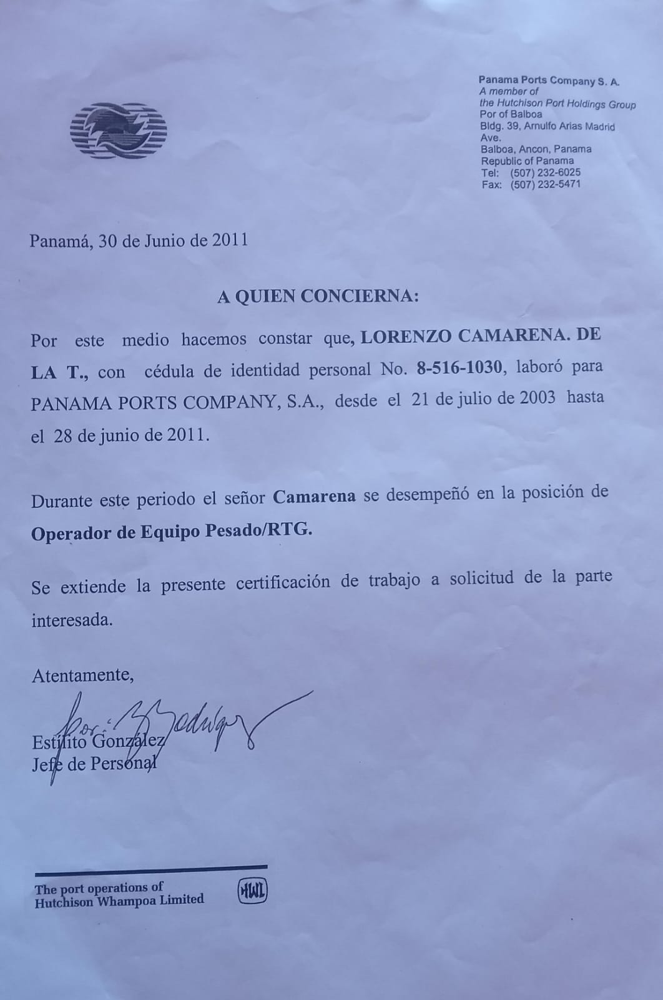 Panama Ports Company S. A.
A member of
the Hutchison Port Holdings Group
Por of Balboa
Bldg. 39, Arnulfo Arias Madrid
Ave.
Balboa, Ancon, Panama
Republic of Panama
Tel: (507) 232-6025
Fax: (507) 232-5471
Panamá, 30 de Junio de 2011
A QUIEN CONCIERNA:
Por este medio hacemos constar que, LORENZO CAMARENA. DE
LA T., con cédula de identidad personal No. 8-516-1030, laboró para
PANAMA PORTS COMPANY, S.A., desde el 21 de julio de 2003 hasta
el 28 de junio de 2011.
Durante este periodo el señor Camarena se desempeñó en la posición de
Operador de Equipo Pesado/RTG.
Se extiende la presente certificación de trabajo a solicitud de la parte
interesada.
Atentamente,
Estilito González
Jefe de Personal
The port operations of
Hutchison Whampoa Limited
HWL